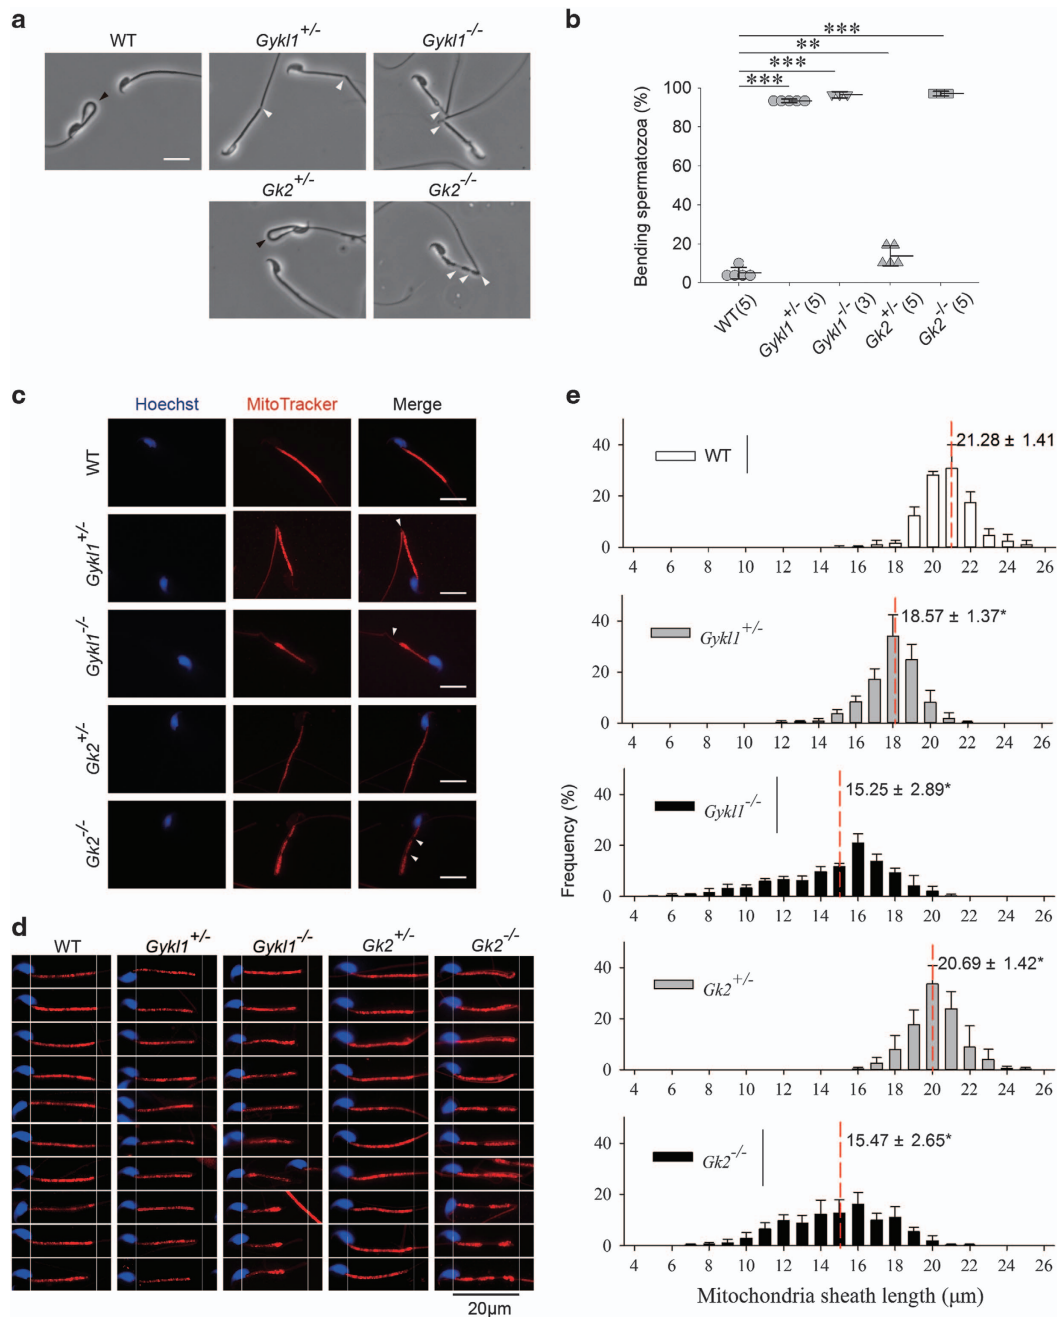 a
WT
Gykl1+/-
Gykl1-/-
Gk2+/-
Gk2-/-
b
***
**
***
***
Bending spermatozoa (%)
100
80
60
40
20
0
WT(5)
Gykl1+/- (5)
Gykl1-/- (3)
Gk2+/- (5)
Gk2-/- (5)
c
Hoechst
MitoTracker
Merge
WT
Gykl1+/-
Gykl1-/-
Gk2+/-
Gk2-/-
d
WT
Gykl1+/-
Gykl1-/-
Gk2+/-
Gk2-/-
20μm
e
Frequency (%)
40
20
0
WT
21.28 ± 1.41
4 6 8 10 12 14 16 18 20 22 24 26
40
20
0
Gykl1+/-
18.57 ± 1.37*
4 6 8 10 12 14 16 18 20 22 24 26
40
20
0
Gykl1-/-
15.25 ± 2.89*
4 6 8 10 12 14 16 18 20 22 24 26
40
20
0
Gk2+/-
20.69 ± 1.42*
4 6 8 10 12 14 16 18 20 22 24 26
40
20
0
Gk2-/-
15.47 ± 2.65*
4 6 8 10 12 14 16 18 20 22 24 26
Mitochondria sheath length (μm)